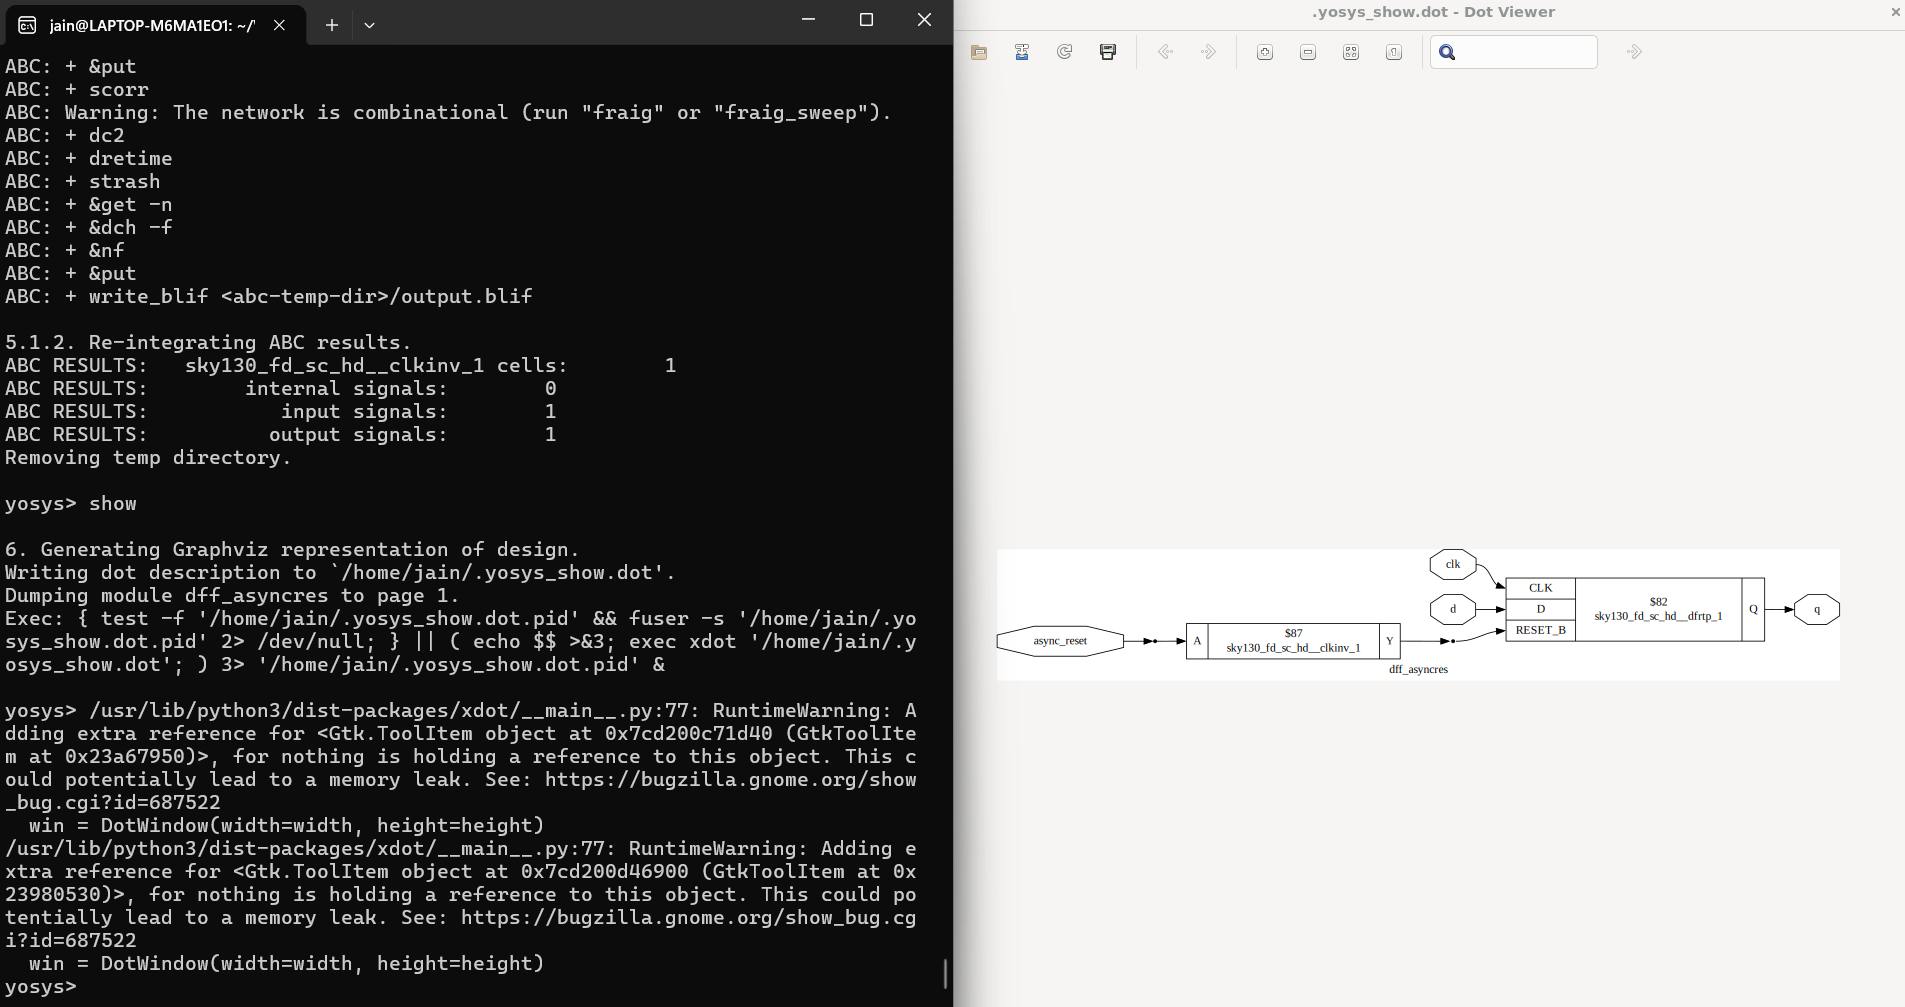 jain@LAPTOP-M6MA1EO1: ~/'
ABC: + &put
ABC: + scorr
ABC: Warning: The network is combinational (run "fraig" or "fraig_sweep").
ABC: + dc2
ABC: + dretime
ABC: + strash
ABC: + &get -n
ABC: + &dch -f
ABC: + &nf
ABC: + &put
ABC: + write_blif <abc-temp-dir>/output.blif
5.1.2. Re-integrating ABC results.
ABC RESULTS:   sky130_fd_sc_hd__clkinv_1 cells:        1
ABC RESULTS:        internal signals:        0
ABC RESULTS:           input signals:        1
ABC RESULTS:          output signals:        1
Removing temp directory.
yosys> show
6. Generating Graphviz representation of design.
Writing dot description to `/home/jain/.yosys_show.dot'.
Dumping module dff_asyncres to page 1.
Exec: { test -f '/home/jain/.yosys_show.dot.pid' && fuser -s '/home/jain/.yo
sys_show.dot.pid' 2> /dev/null; } || ( echo $$ >&3; exec xdot '/home/jain/.y
osys_show.dot'; ) 3> '/home/jain/.yosys_show.dot.pid' &
yosys> /usr/lib/python3/dist-packages/xdot/__main__.py:77: RuntimeWarning: A
dding extra reference for <Gtk.ToolItem object at 0x7cd200c71d40 (GtkToolIte
m at 0x23a67950)>, for nothing is holding a reference to this object. This c
ould potentially lead to a memory leak. See: https://bugzilla.gnome.org/show
_bug.cgi?id=687522
  win = DotWindow(width=width, height=height)
/usr/lib/python3/dist-packages/xdot/__main__.py:77: RuntimeWarning: Adding e
xtra reference for <Gtk.ToolItem object at 0x7cd200d46900 (GtkToolItem at 0x
23980530)>, for nothing is holding a reference to this object. This could po
tentially lead to a memory leak. See: https://bugzilla.gnome.org/show_bug.cg
i?id=687522
  win = DotWindow(width=width, height=height)
yosys>
.yosys_show.dot - Dot Viewer
async_reset
A
$87
sky130_fd_sc_hd__clkinv_1
Y
clk
d
CLK
D
RESET_B
$82
sky130_fd_sc_hd__dfrtp_1
Q
q
dff_asyncres